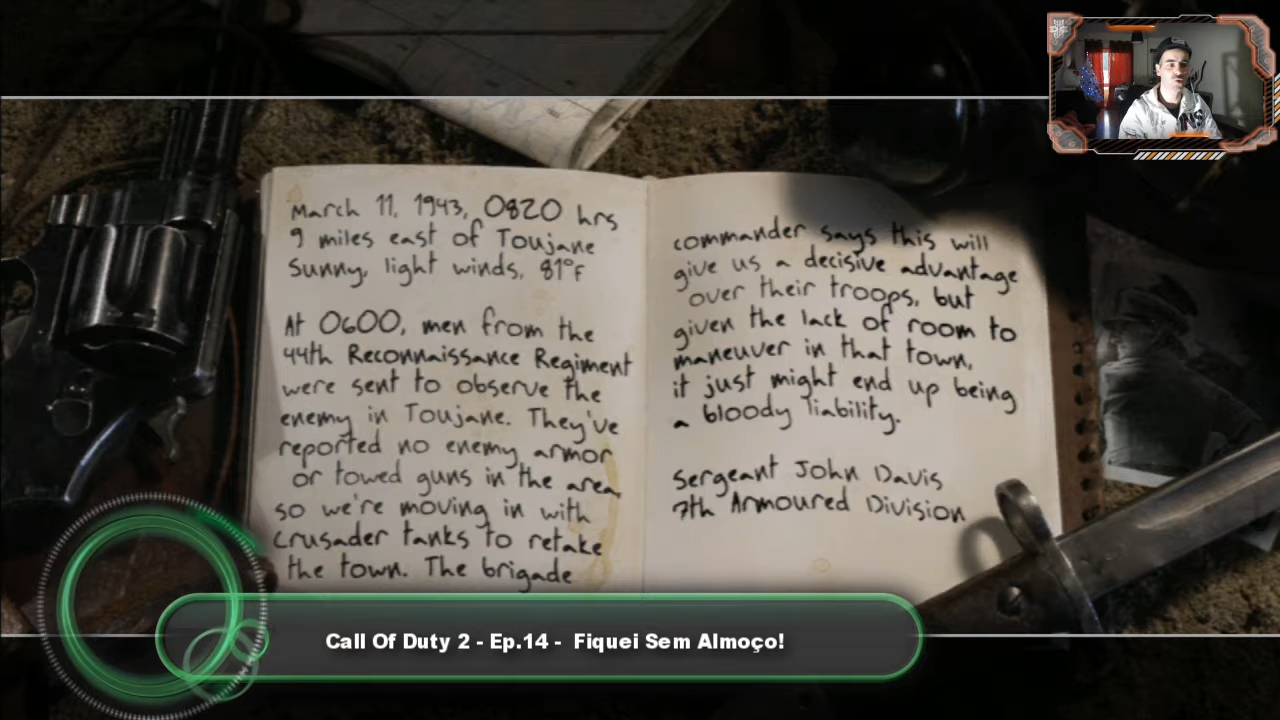 March 11, 1943, 0820 hrs
9 miles east of Toujane
Sunny, light winds, 81°F
At 0600, men from the
44th Reconnaissance Regiment
were sent to observe the
enemy in Toujane. They've
reported no enemy armor
or towed guns in the area
so we're moving in with
Crusader tanks to retake
the town. The brigade
commander says this will
give us a decisive advantage
over their troops, but
given the lack of room to
maneuver in that town,
it just might end up being
a bloody liability.
Sergeant John Davis
7th Armoured Division
Call Of Duty 2 - Ep.14 - Fiquei Sem Almoço!